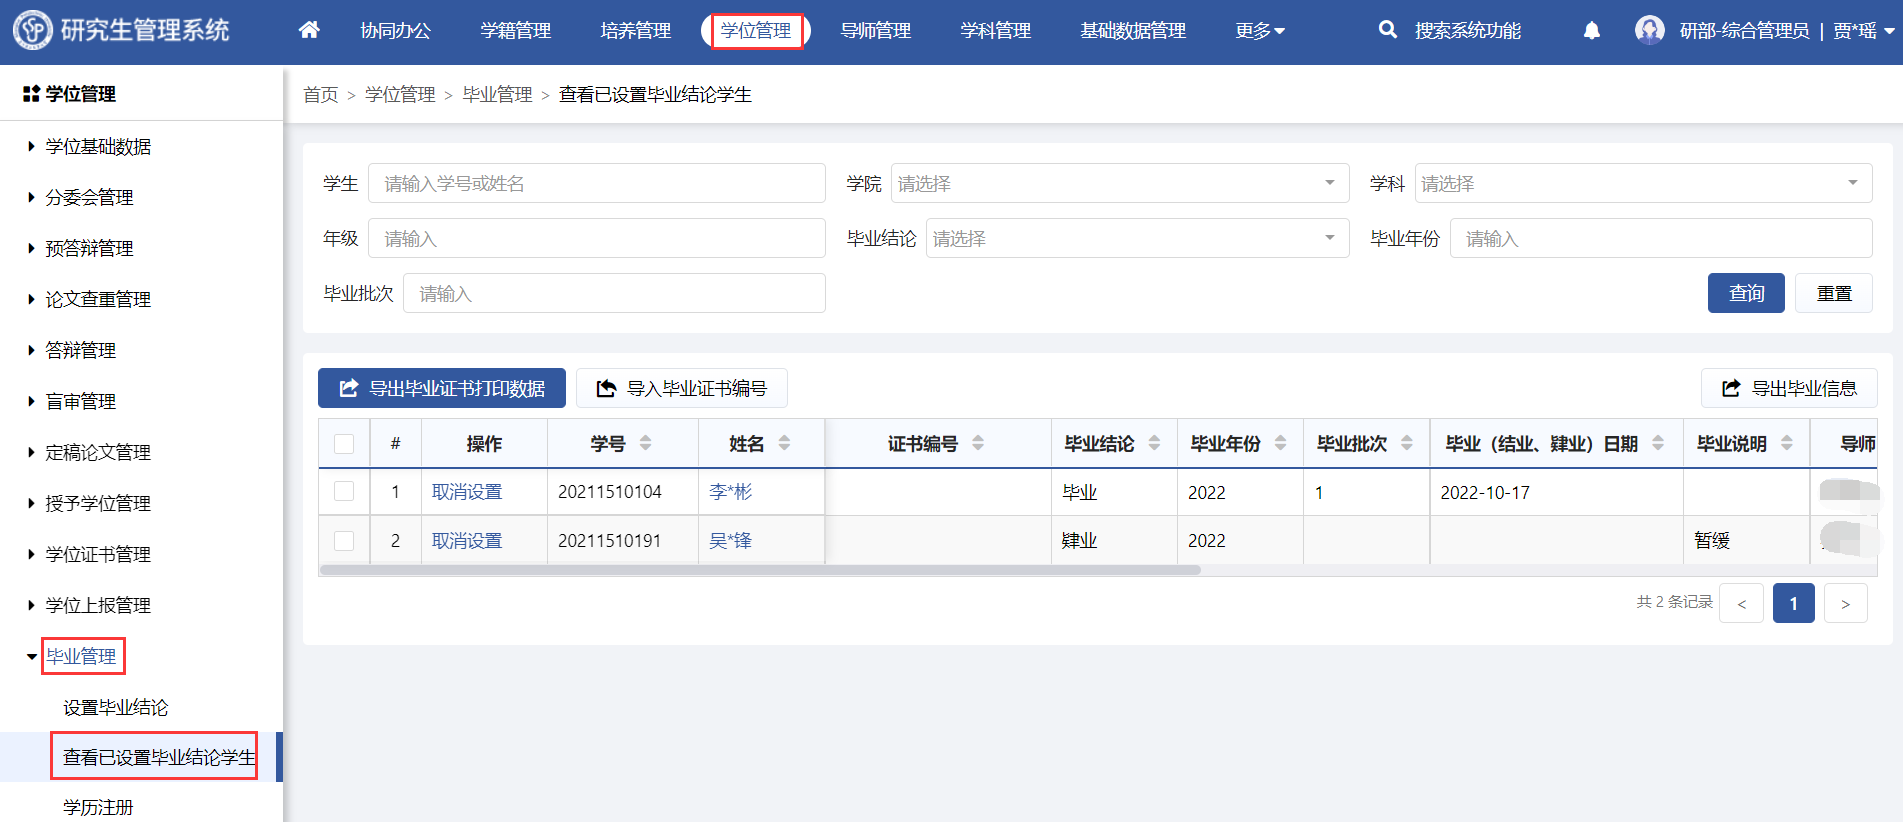 研究生管理系统 协同办公 学籍管理 培养管理 学位管理 导师管理 学科管理 基础数据管理 更多 搜索系统功能 研部-综合管理员 | 贾*瑶
学位管理
学位基础数据
分委会管理
预答辩管理
论文查重管理
答辩管理
盲审管理
定稿论文管理
授予学位管理
学位证书管理
学位上报管理
毕业管理
设置毕业结论
查看已设置毕业结论学生
学历注册
首页 > 学位管理 > 毕业管理 > 查看已设置毕业结论学生
学生 请输入学号或姓名 学院 请选择 学科 请选择
年级 请输入 毕业结论 请选择 毕业年份 请输入
毕业批次 请输入 查询 重置
导出毕业证书打印数据 导入毕业证书编号 导出毕业信息
# 操作 学号 姓名 证书编号 毕业结论 毕业年份 毕业批次 毕业（结业、肄业）日期 毕业说明 导师
1 取消设置 20211510104 李*彬 毕业 2022 1 2022-10-17
2 取消设置 20211510191 吴*锋 肄业 2022 暂缓
共 2 条记录 < 1 >